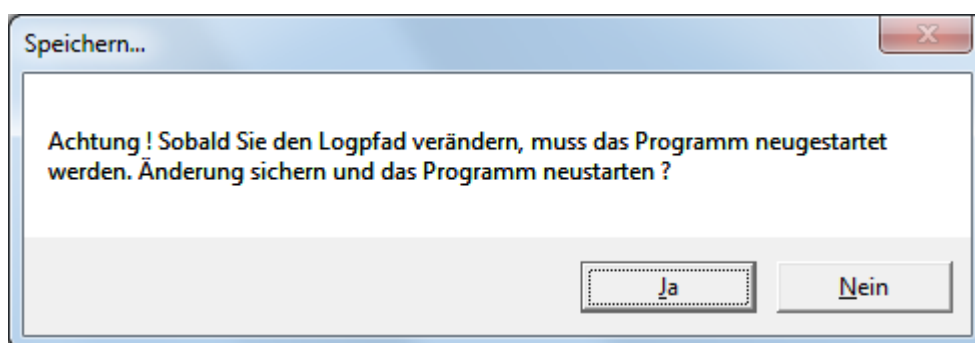 Speichern...
Achtung ! Sobald Sie den Logpfad verändern, muss das Programm neugestartet
werden. Änderung sichern und das Programm neustarten ?
Ja
Nein